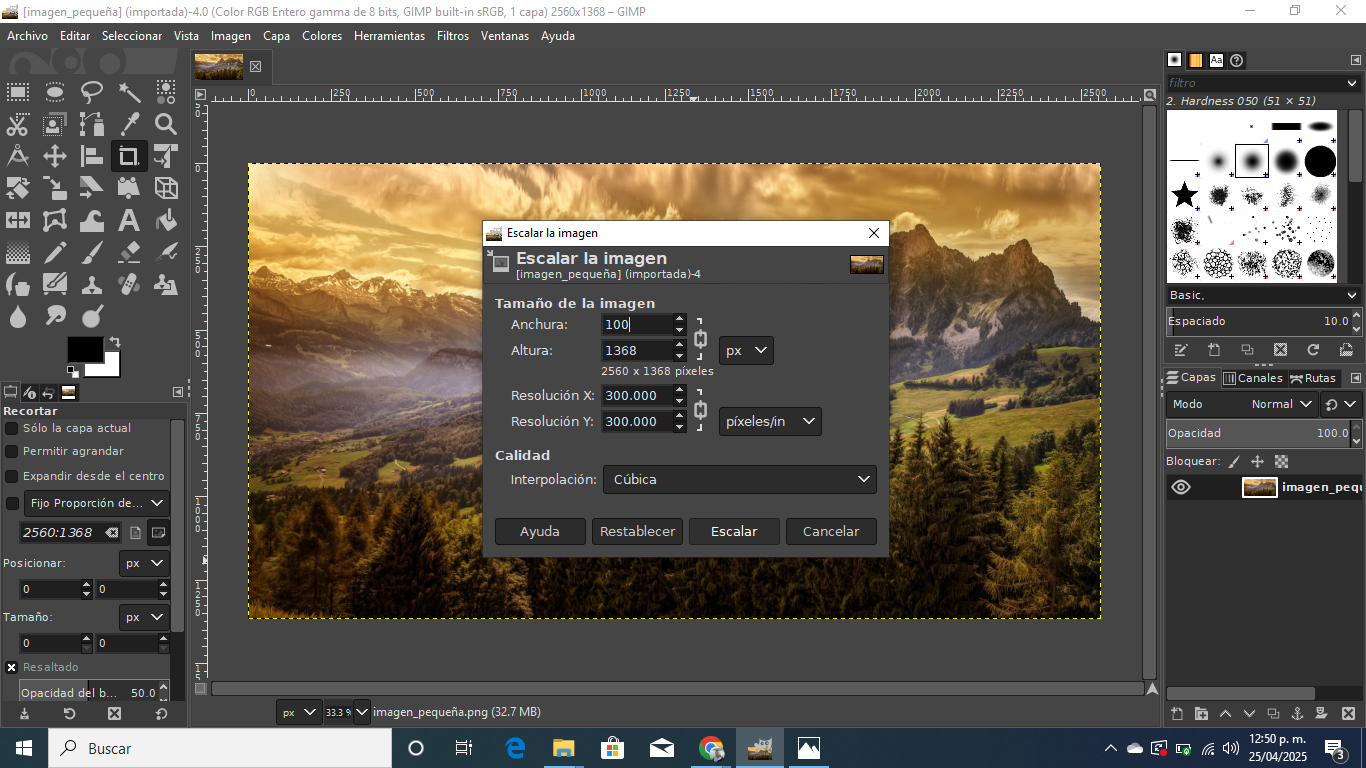 [imagen_pequeña] (importada)-4.0 (Color RGB Entero gamma de 8 bits, GIMP built-in sRGB, 1 capa) 2560x1368 – GIMP
Archivo Editar Seleccionar Vista Imagen Capa Colores Herramientas Filtros Ventanas Ayuda
0 250 500 750 1000 1250 1500 1750 2000 2250 2500
filtro
2. Hardness 050 (51 × 51)
Basic,
Espaciado 10.0
Capas Canales Rutas
Modo Normal
Opacidad 100.0
Bloquear:
imagen_pequ
Escalar la imagen
Escalar la imagen
[imagen_pequeña] (importada)-4
Tamaño de la imagen
Anchura: 100
Altura: 1368 px
2560 x 1368 píxeles
Resolución X: 300.000
Resolución Y: 300.000 píxeles/in
Calidad
Interpolación: Cúbica
Ayuda Restablecer Escalar Cancelar
Recortar
Sólo la capa actual
Permitir agrandar
Expandir desde el centro
Fijo Proporción de...
2560:1368
Posicionar: px
0 0
Tamaño: px
0 0
Resaltado
Opacidad del b... 50.0
px 33.3 % imagen_pequeña.png (32.7 MB)
Buscar
12:50 p. m.
25/04/2025
3